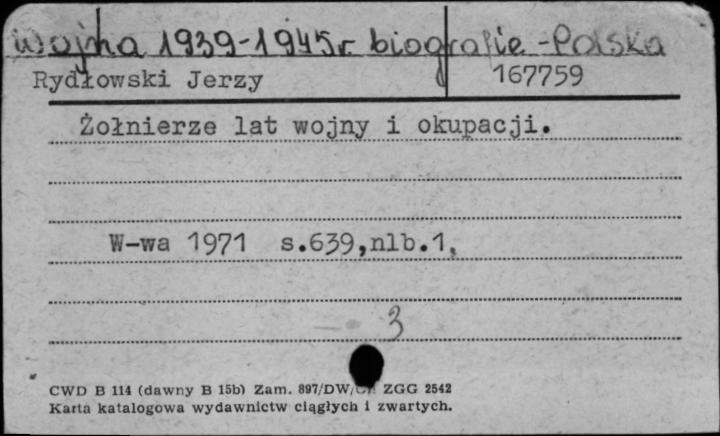 Wojna 1939-1945r biografie - Polska
Rydłowski Jerzy 167759
Żołnierze lat wojny i okupacji.
W-wa 1971 s.639,nlb.1,
3
CWD B 114 (dawny B 15b) Zam. 897/DW/ ZGG 2542
Karta katalogowa wydawnictw ciągłych i zwartych.